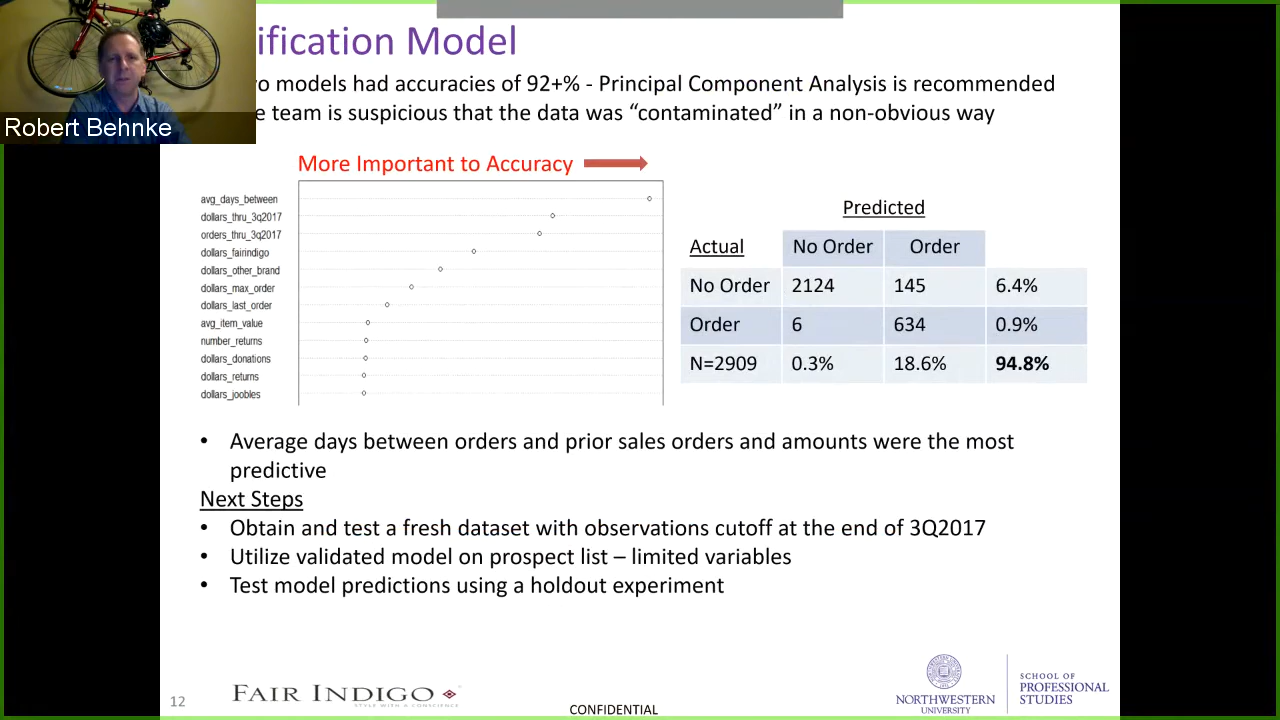 ification Model
o models had accuracies of 92+% - Principal Component Analysis is recommended
e team is suspicious that the data was “contaminated” in a non-obvious way
Robert Behnke
More Important to Accuracy
avg_days_between
dollars_thru_3q2017
orders_thru_3q2017
dollars_fairindigo
dollars_other_brand
dollars_max_order
dollars_last_order
avg_item_value
number_returns
dollars_donations
dollars_returns
dollars_joobles
Predicted
Actual No Order Order
No Order 2124 145 6.4%
Order 6 634 0.9%
N=2909 0.3% 18.6% 94.8%
• Average days between orders and prior sales orders and amounts were the most
predictive
Next Steps
• Obtain and test a fresh dataset with observations cutoff at the end of 3Q2017
• Utilize validated model on prospect list – limited variables
• Test model predictions using a holdout experiment
12
FAIR INDIGO
STYLE WITH A CONSCIENCE
CONFIDENTIAL
NORTHWESTERN
UNIVERSITY
SCHOOL OF
PROFESSIONAL
STUDIES